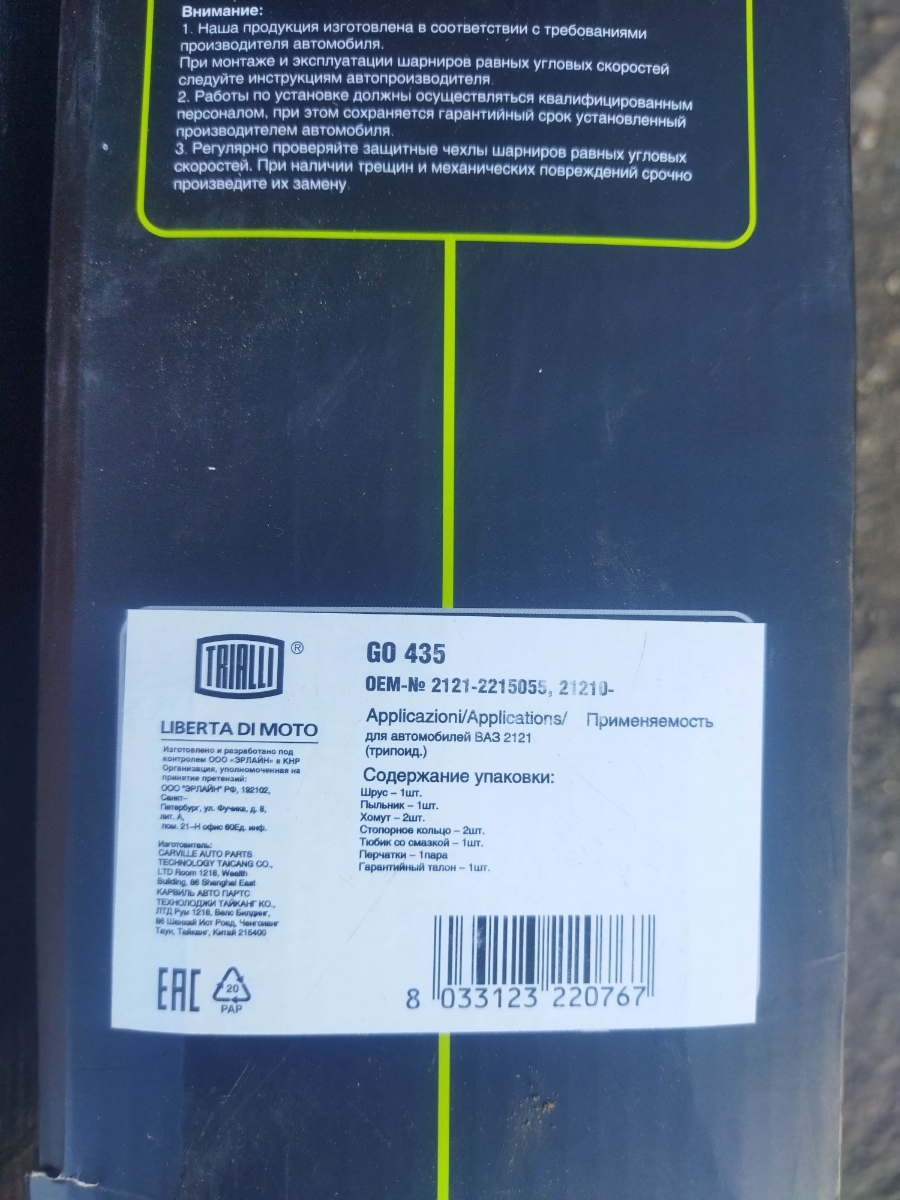 Внимание:
1. Наша продукция изготовлена в соответствии с требованиями
производителя автомобиля.
При монтаже и эксплуатации шарниров равных угловых скоростей
следуйте инструкциям автопроизводителя.
2. Работы по установке должны осуществляться квалифицированным
персоналом, при этом сохраняется гарантийный срок установленный
производителем автомобиля.
3. Регулярно проверяйте защитные чехлы шарниров равных угловых
скоростей. При наличии трещин и механических повреждений срочно
произведите их замену.
TRIALLI ®
LIBERTA DI MOTO
Изготовлено и разработано под
контролем ООО «ЭРЛАЙН» в КНР
Организация, уполномоченная на
принятие претензий:
ООО "ЭРЛАЙН" РФ, 192102,
Санкт–
Петербург, ул. Фучика, д. 8,
лит. А,
пом. 21–Н офис 60Ед. инф.
Изготовитель:
CARVILLE AUTO PARTS
TECHNOLOGY TAICANG CO.,
LTD Room 1218, Wealth
Building, 86 Shanghai East
КАРВИЛЬ АВТО ПАРТС
ТЕХНОЛОДЖИ ТАЙКАНГ КО.,
ЛТД Рум 1218, Велс Билдинг,
86 Шанхай Ист Роад, Ченгсианг
Таун, Тайканг, Китай 215400
EAC
20
PAP
GO 435
OEM-№ 2121-2215055, 21210-
Applicazioni/Applications/ Применяемость
для автомобилей ВАЗ 2121
(трипоид.)
Содержание упаковки:
Шрус – 1шт.
Пыльник – 1шт.
Хомут – 2шт.
Стопорное кольцо – 2шт.
Тюбик со смазкой – 1шт.
Перчатки – 1пара
Гарантийный талон – 1шт.
8 033123 220767